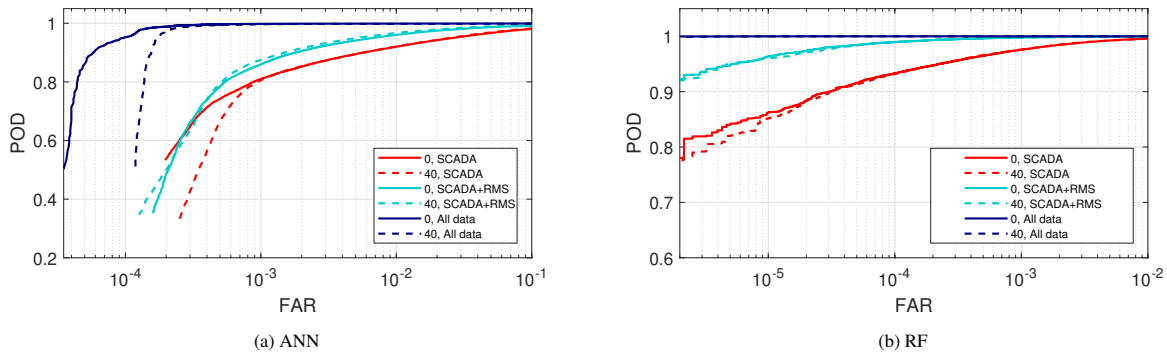 1
0.8
0.6
0.4
0.2
POD
10⁻⁴
10⁻³
10⁻²
10⁻¹
FAR
0, SCADA
40, SCADA
0, SCADA+RMS
40, SCADA+RMS
0, All data
40, All data
(a) ANN
1
0.9
0.8
0.7
0.6
POD
10⁻⁵
10⁻⁴
10⁻³
10⁻²
FAR
0, SCADA
40, SCADA
0, SCADA+RMS
40, SCADA+RMS
0, All data
40, All data
(b) RF